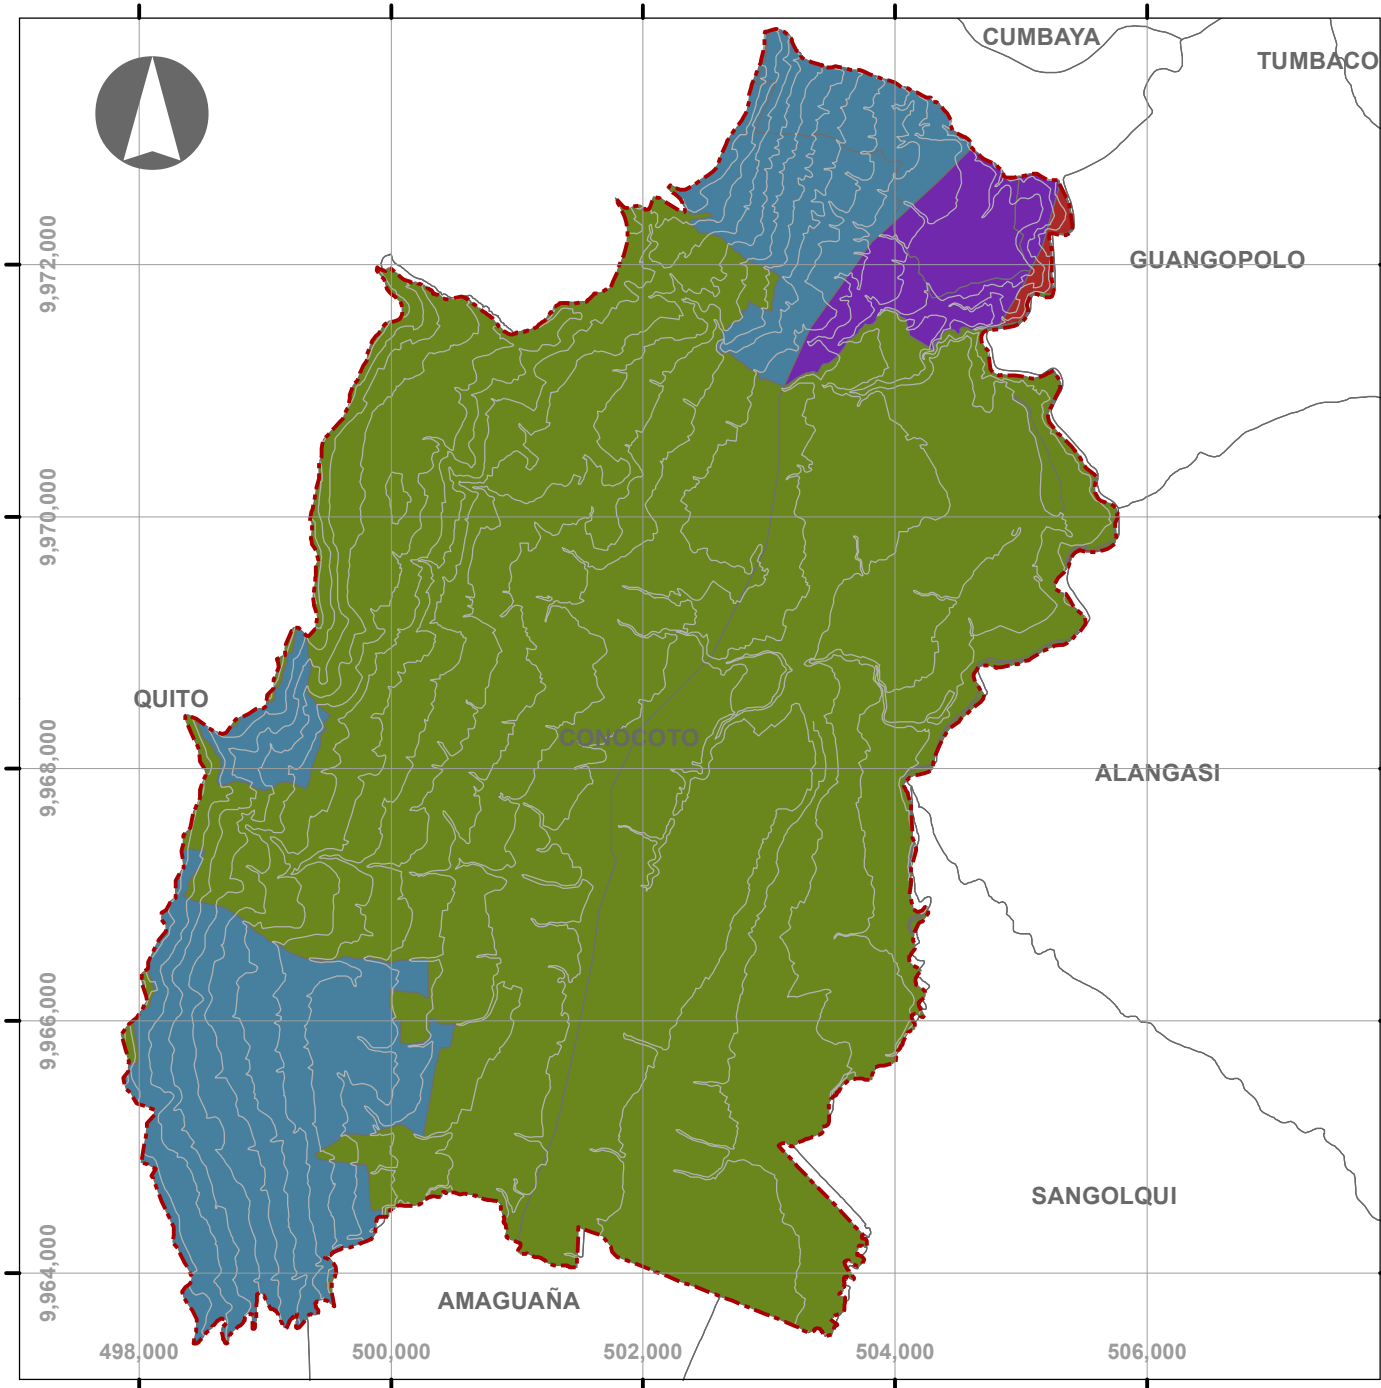 CUMBAYA
TUMBACO
GUANGOPOLO
9,972,000
9,970,000
QUITO
CONOCOTO
9,968,000
ALANGASI
9,966,000
SANGOLQUI
9,964,000
AMAGUAÑA
498,000
500,000
502,000
504,000
506,000